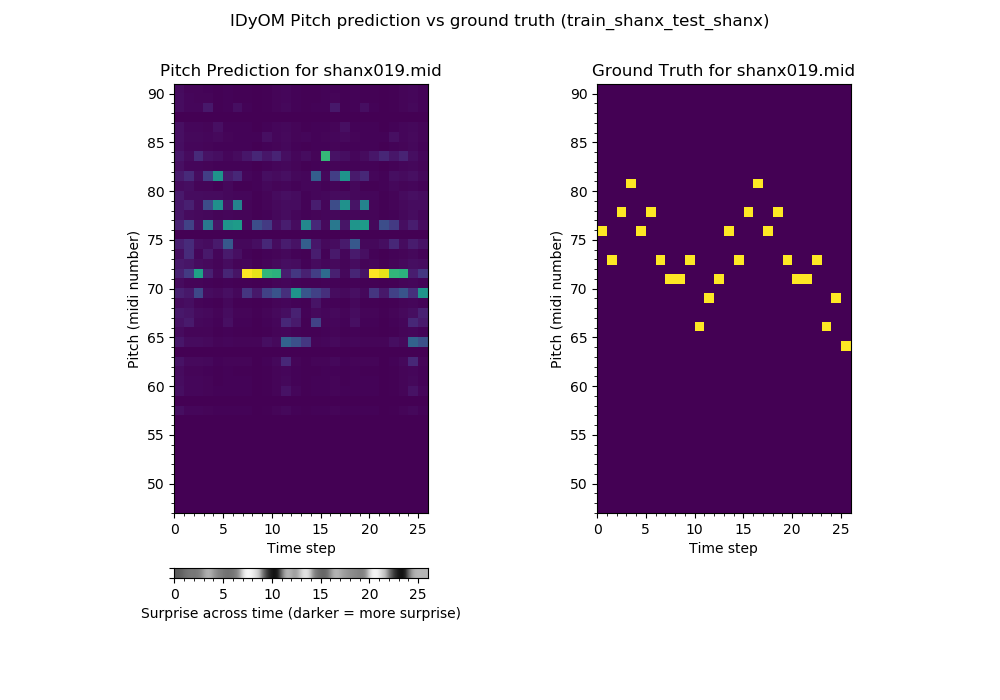 IDyOM Pitch prediction vs ground truth (train_shanx_test_shanx)
Pitch Prediction for shanx019.mid
Ground Truth for shanx019.mid
Pitch (midi number)
90
85
80
75
70
65
60
55
50
0 5 10 15 20 25
Time step
Pitch (midi number)
90
85
80
75
70
65
60
55
50
0 5 10 15 20 25
Time step
0 5 10 15 20 25
Surprise across time (darker = more surprise)